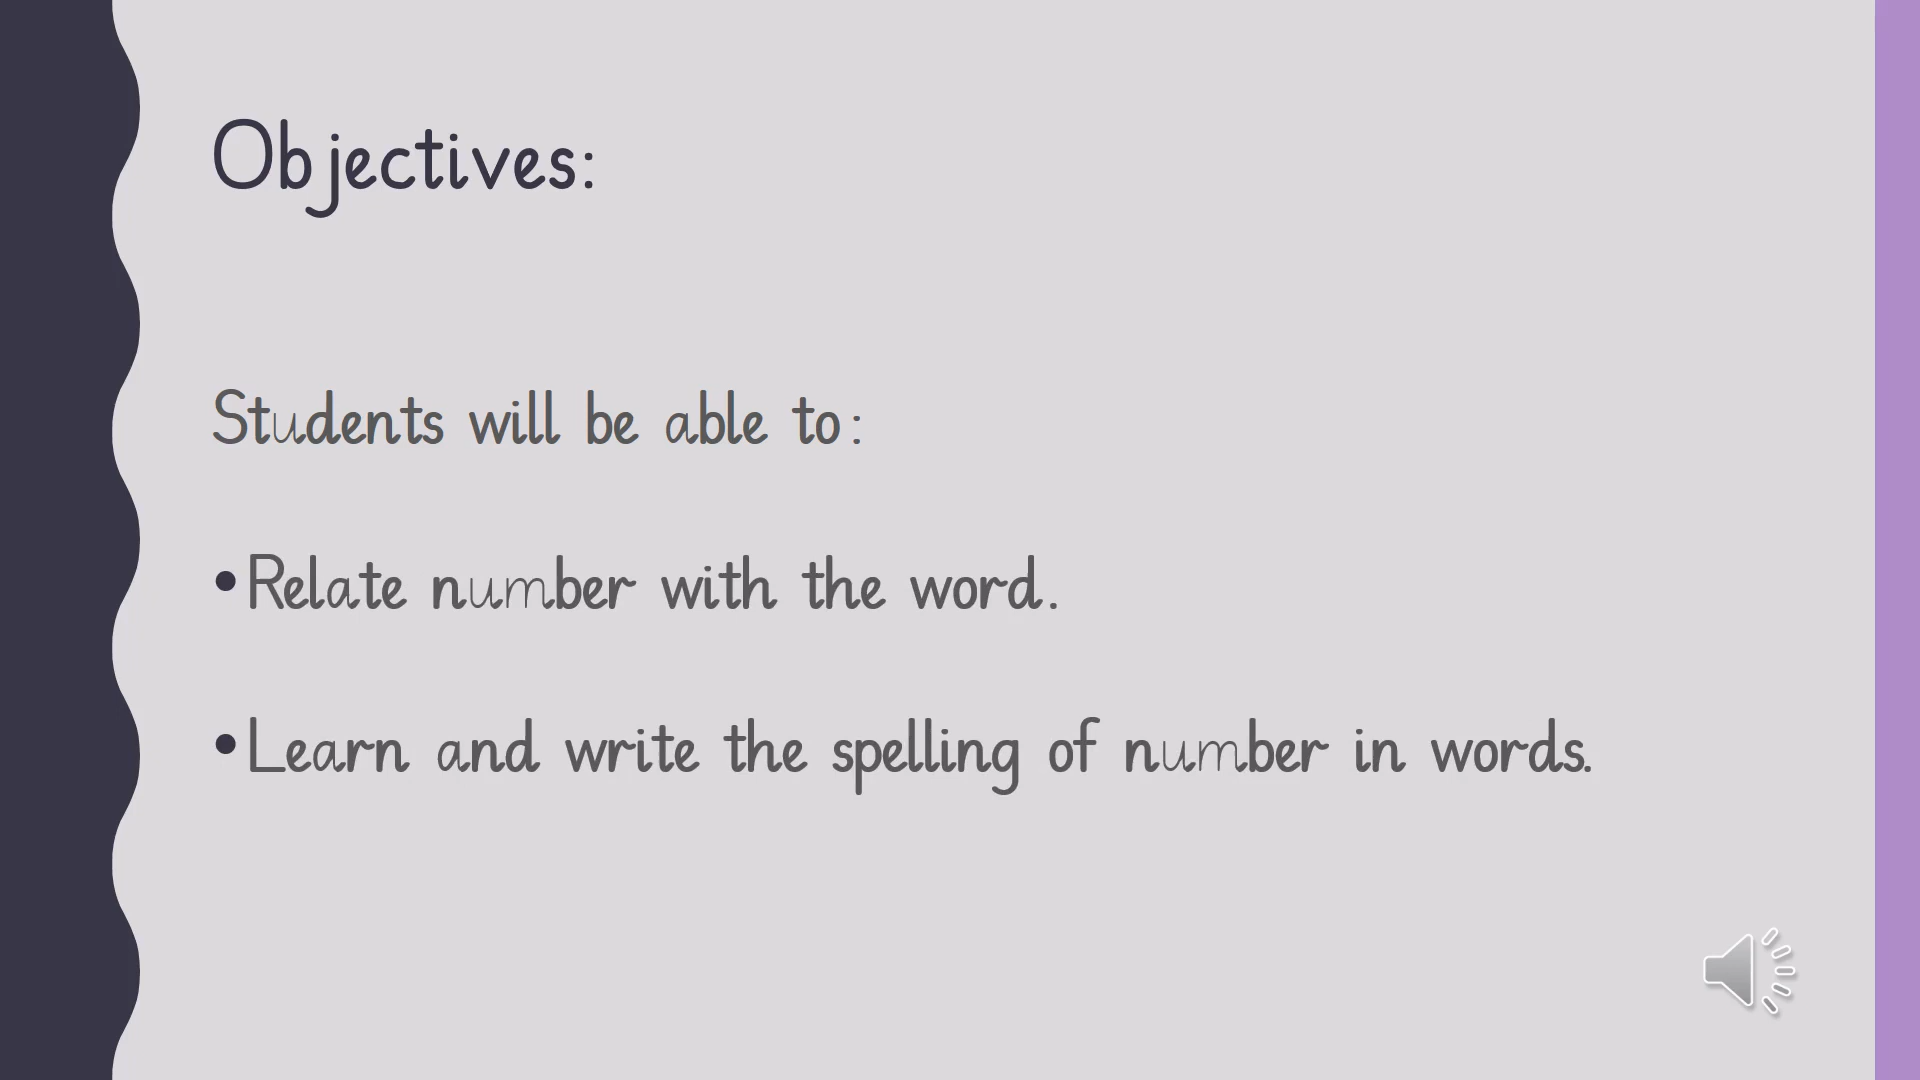 Objectives:
Students will be able to:
•Relate number with the word.
•Learn and write the spelling of number in words.